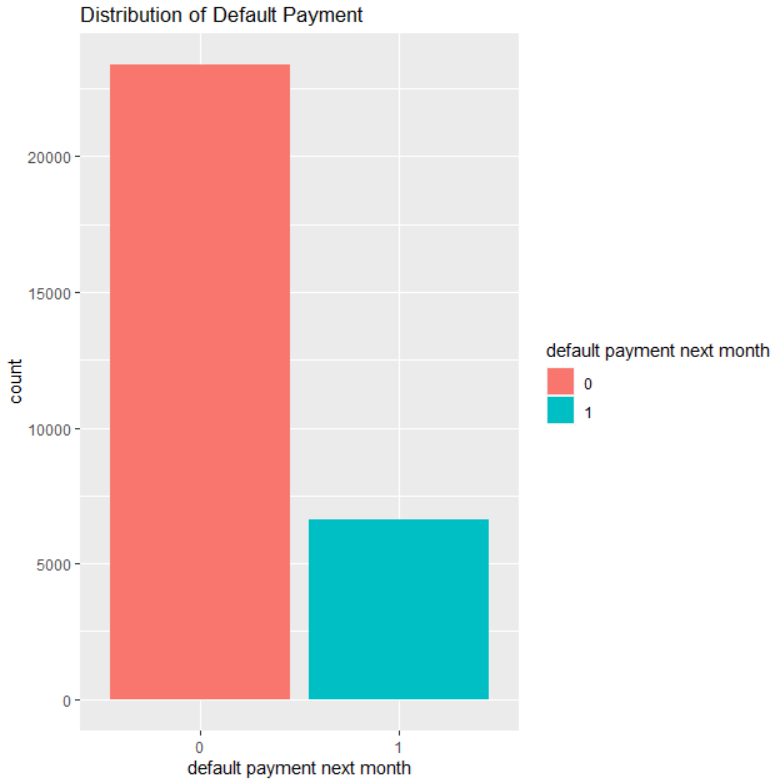 Distribution of Default Payment
20000
15000
10000
5000
0
count
0
1
default payment next month
default payment next month
0
1